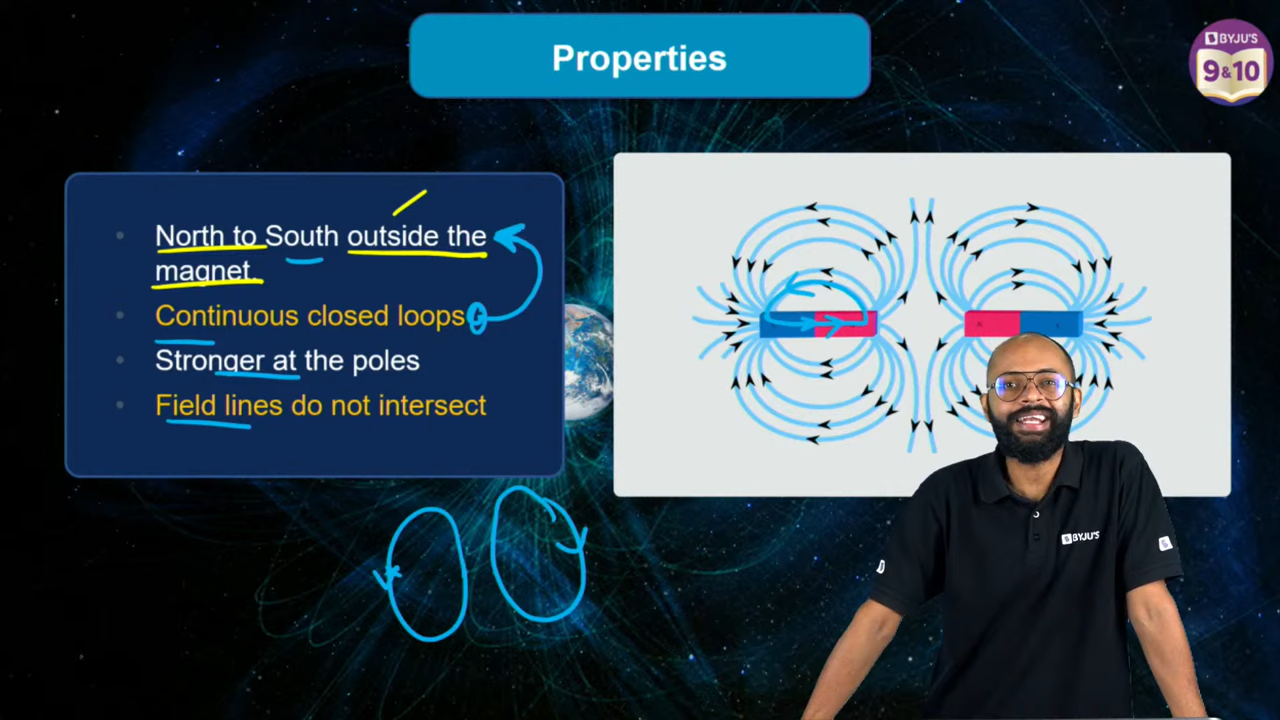 Properties
BYJU'S
9&10
North to South outside the
magnet.
Continuous closed loops
Stronger at the poles
Field lines do not intersect
N
BYJU'S